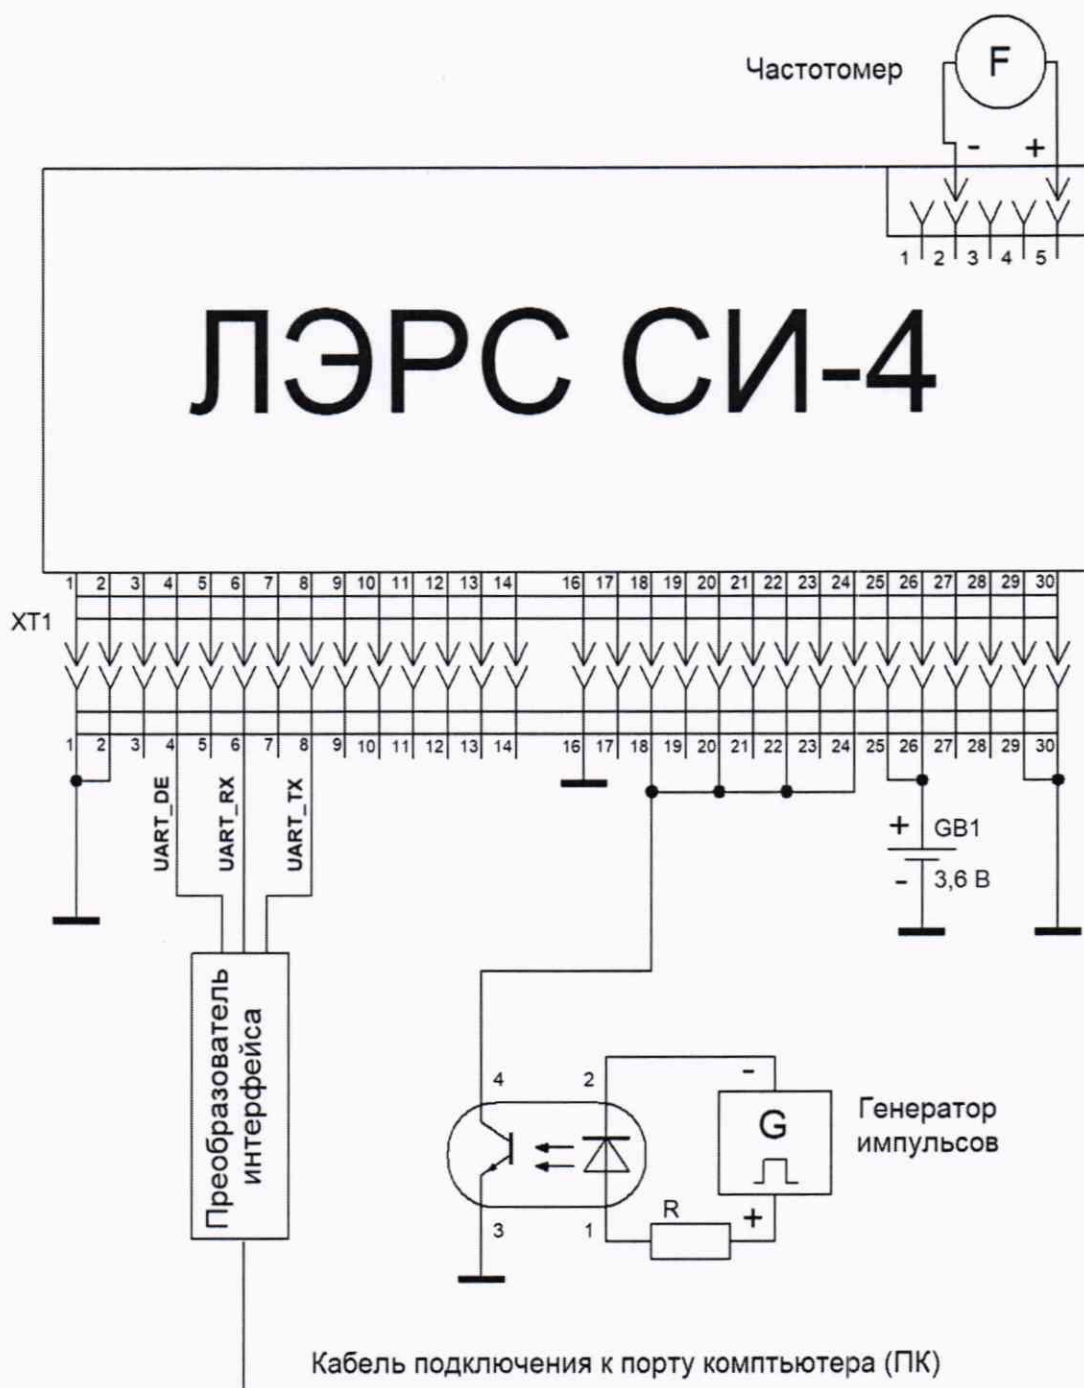 Частотомер
F
- +
1 2 3 4 5
ЛЭРС СИ-4
1 2 3 4 5 6 7 8 9 10 11 12 13 14 16 17 18 19 20 21 22 23 24 25 26 27 28 29 30
XT1
1 2 3 4 5 6 7 8 9 10 11 12 13 14 16 17 18 19 20 21 22 23 24 25 26 27 28 29 30
UART_DE
UART_RX
UART_TX
+ GB1
- 3,6 В
Преобразователь
интерфейса
4 2
-
G
Генератор
импульсов
3 1
R
+
Кабель подключения к порту комптьютера (ПК)